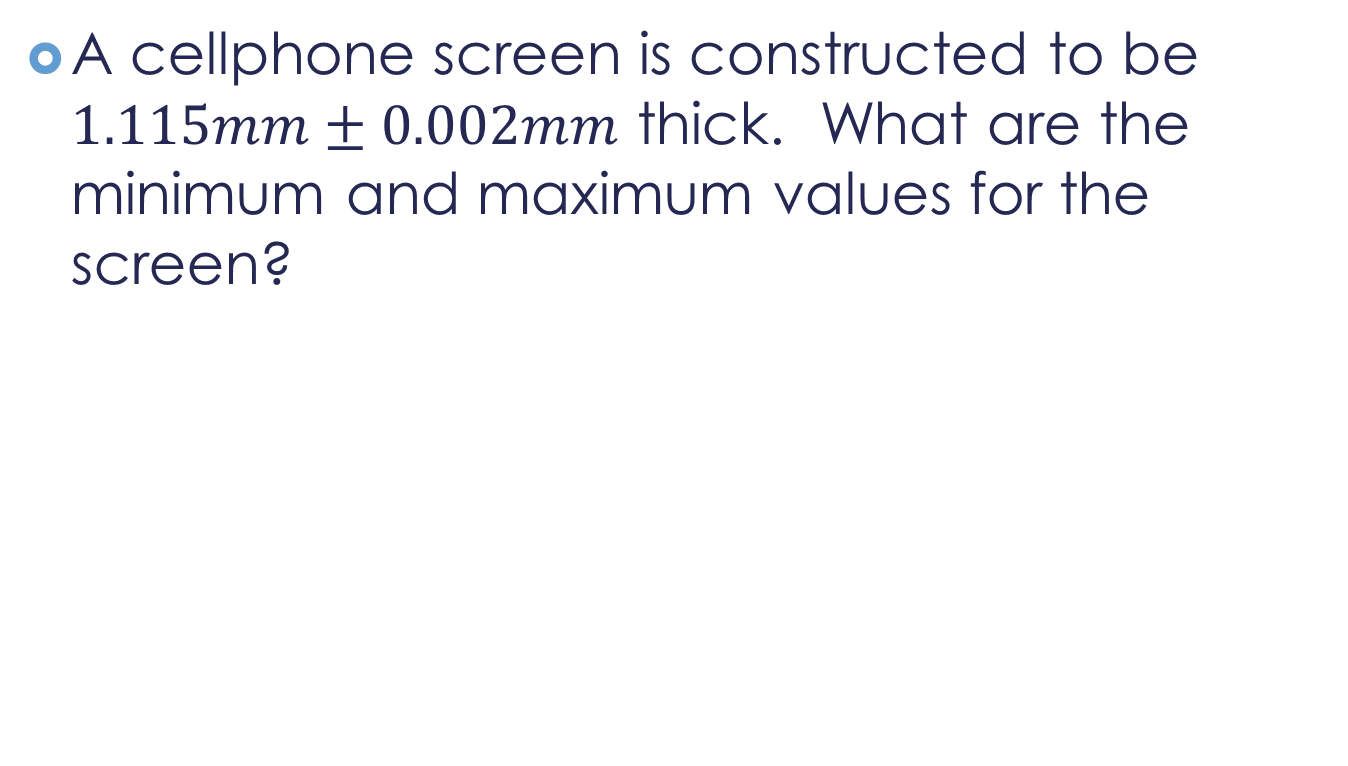 A cellphone screen is constructed to be
1.115mm ± 0.002mm thick.  What are the
minimum and maximum values for the
screen?